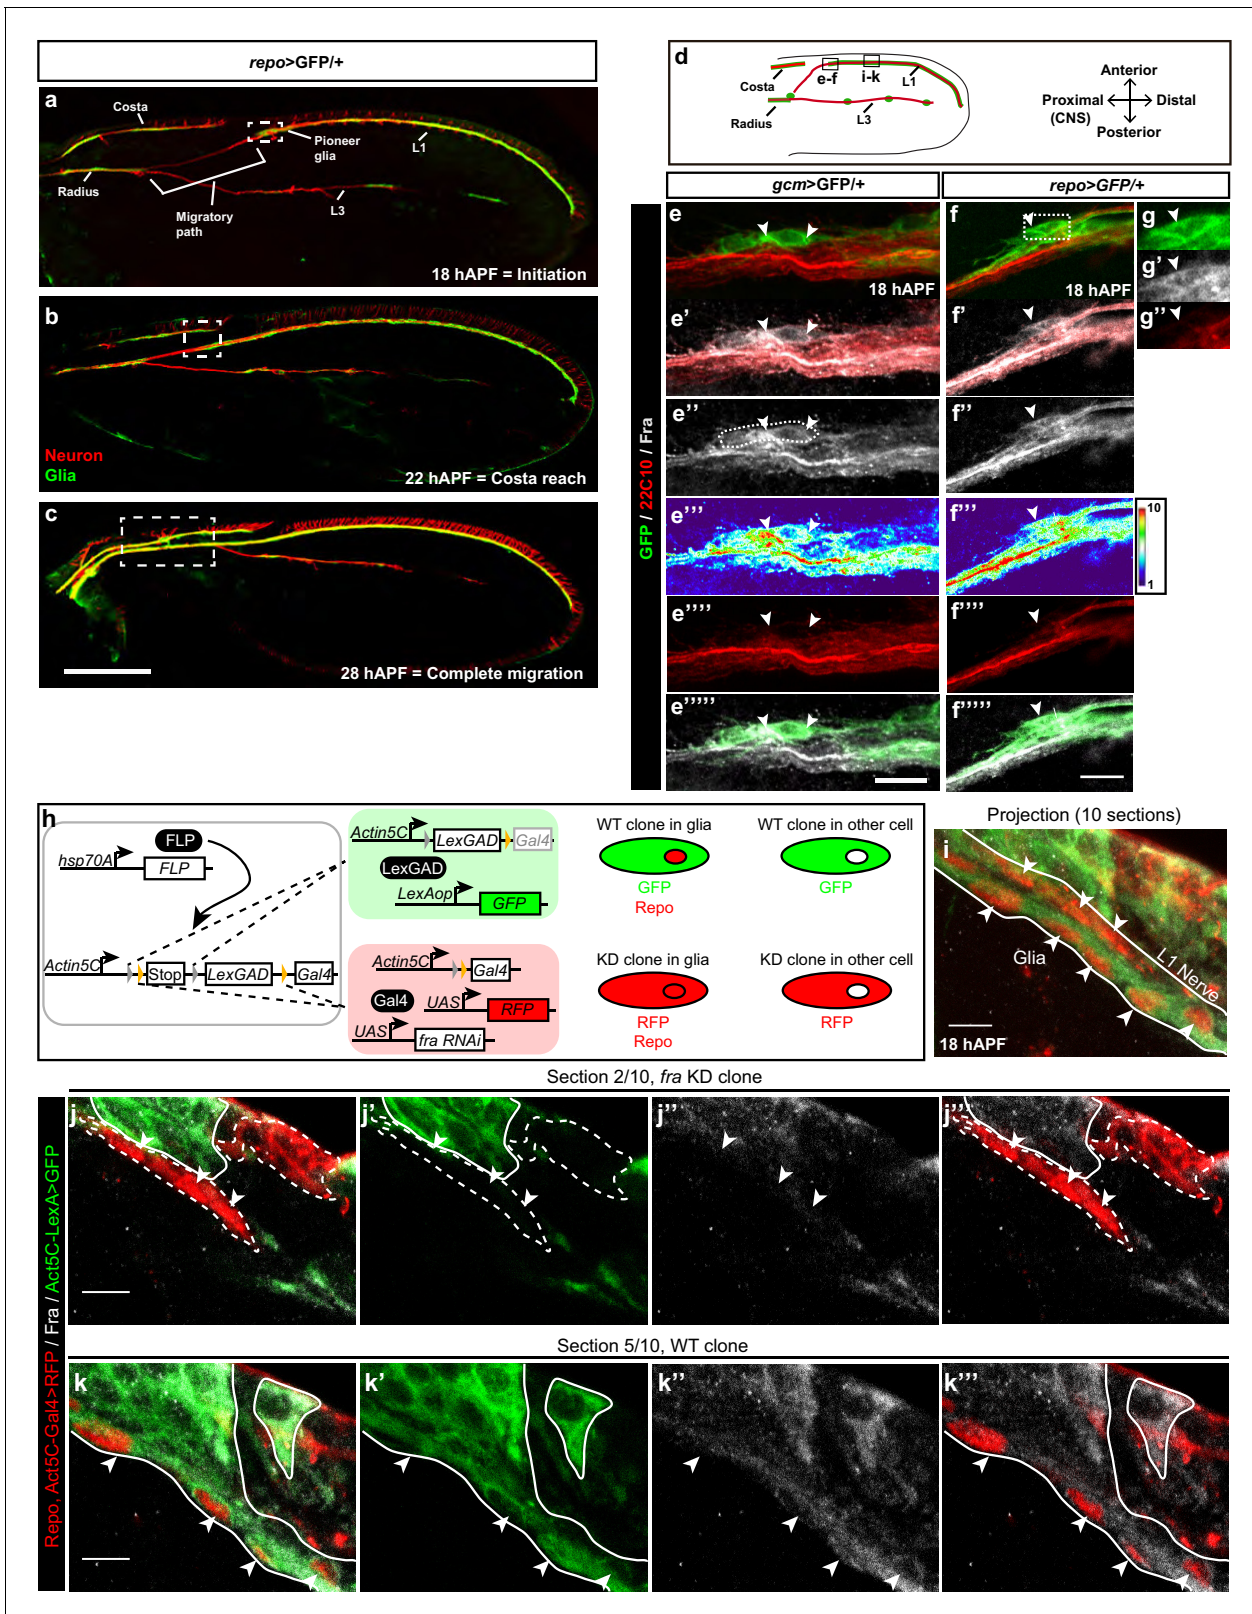 repo>GFP/+
a
Costa
Pioneer
glia
L1
Radius
Migratory
path
L3
18 hAPF = Initiation
b
Neuron
Glia
22 hAPF = Costa reach
c
28 hAPF = Complete migration
d
Costa
e-f
i-k
L1
Radius
L3
Anterior
Proximal
(CNS)
Distal
Posterior
gcm>GFP/+
repo>GFP/+
GFP / 22C10 / Fra
e
18 hAPF
f
18 hAPF
g
g'
g''
e'
f'
e''
f''
e'''
f'''
10
1
e''''
f''''
e'''''
f'''''
h
FLP
hsp70A
FLP
Actin5C
Stop
LexGAD
Gal4
Actin5C
LexGAD
Gal4
LexGAD
LexAop
GFP
Actin5C
Gal4
Gal4
UAS
RFP
UAS
fra RNAi
WT clone in glia
GFP
Repo
WT clone in other cell
GFP
KD clone in glia
RFP
Repo
KD clone in other cell
RFP
Projection (10 sections)
i
Glia
L1 Nerve
18 hAPF
Section 2/10, fra KD clone
Repo, Act5C-Gal4>RFP / Fra / Act5C-LexA>GFP
j
j'
j''
j'''
Section 5/10, WT clone
k
k'
k''
k'''